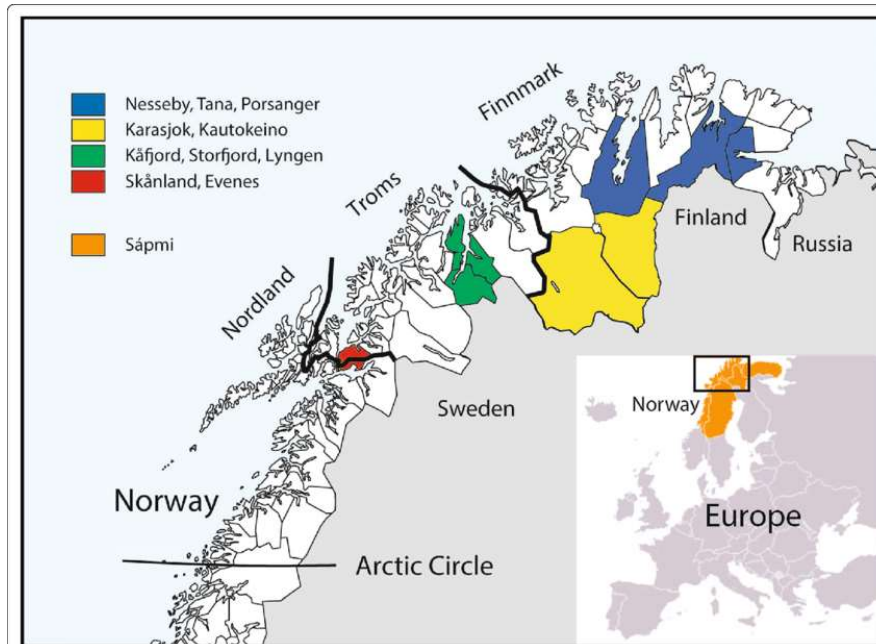 Nesseby, Tana, Porsanger
Karasjok, Kautokeino
Kåfjord, Storfjord, Lyngen
Skånland, Evenes
Sápmi
Finnmark
Troms
Nordland
Finland
Russia
Sweden
Norway
Arctic Circle
Norway
Europe